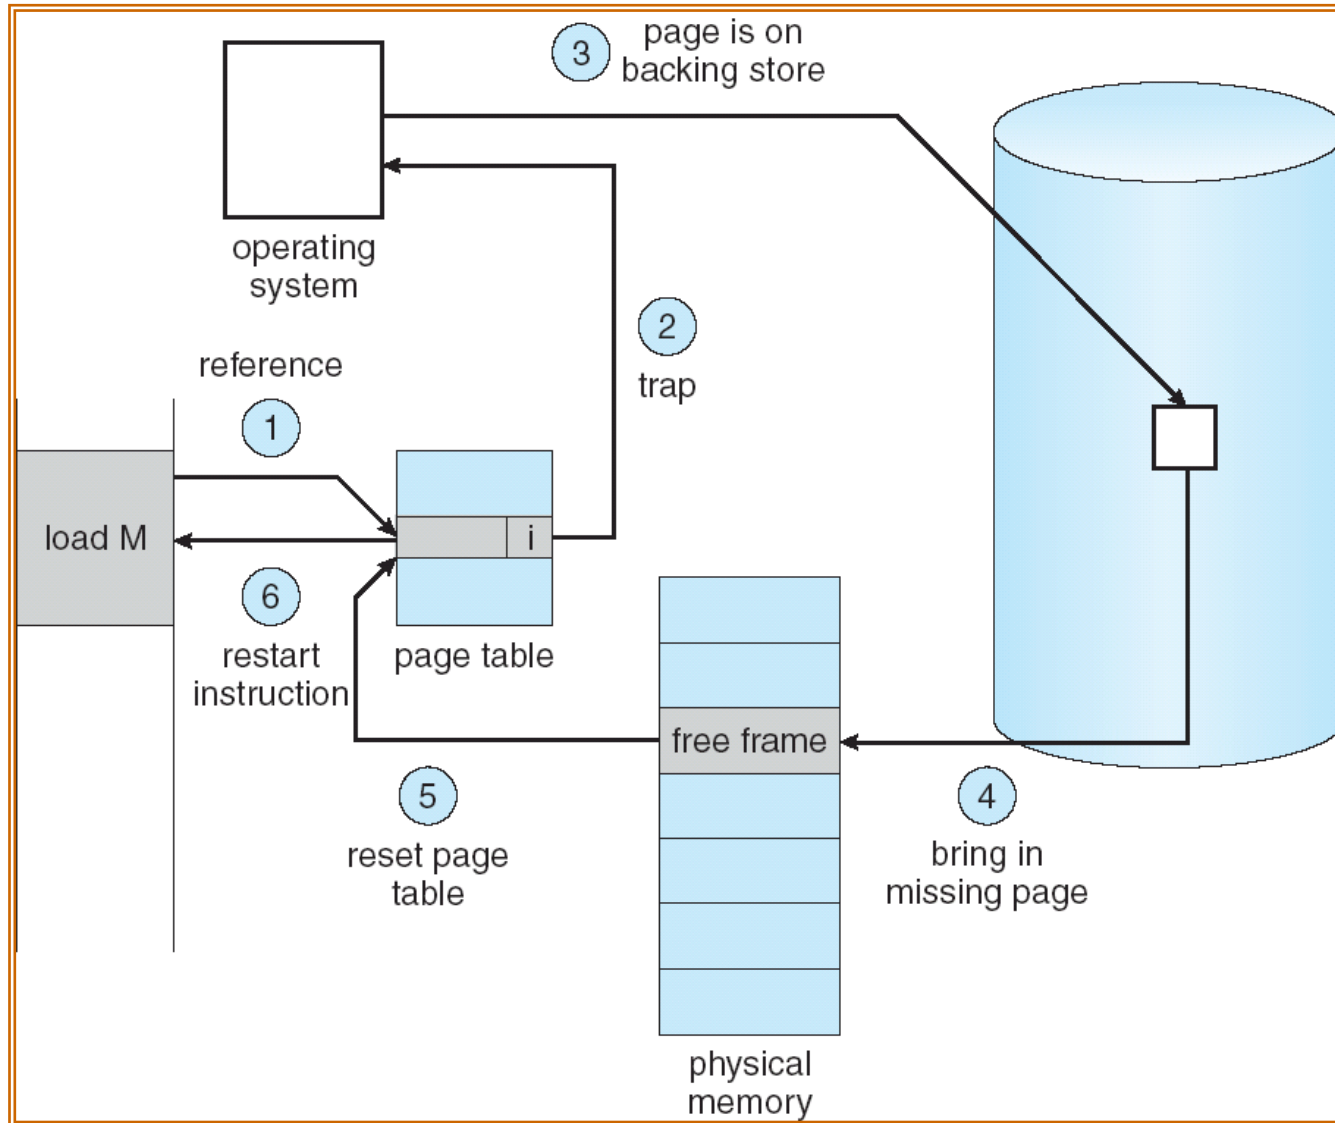 3
page is on
backing store
operating
system
2
trap
reference
1
load M
i
6
restart
instruction
page table
free frame
5
reset page
table
4
bring in
missing page
physical
memory